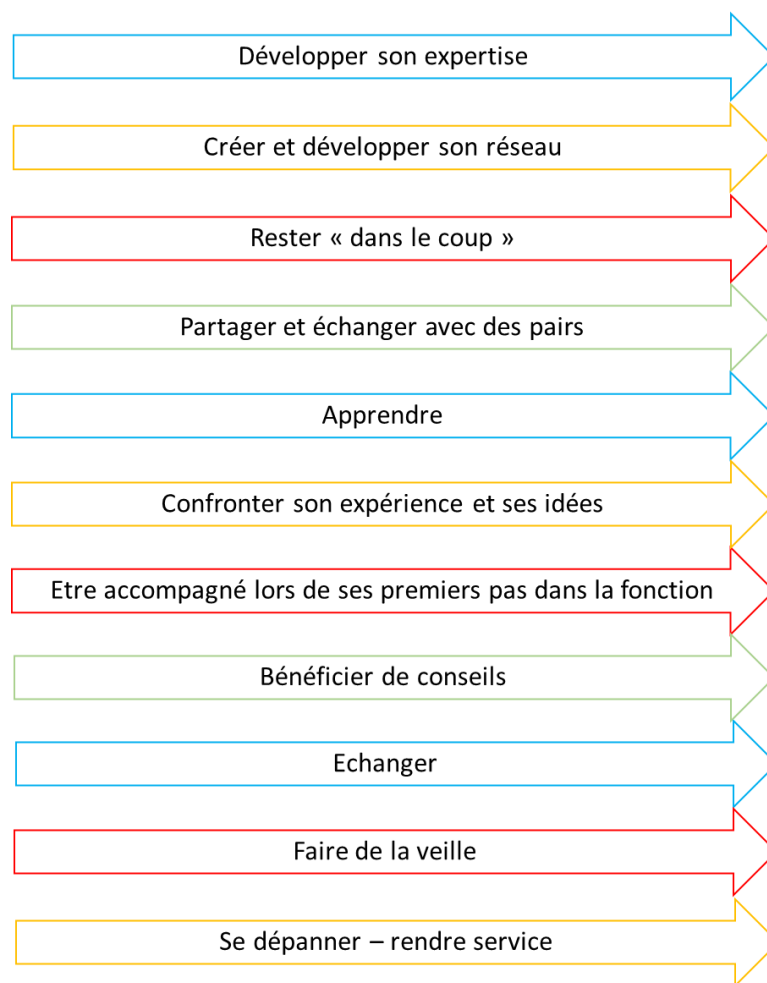 Développer son expertise
Créer et développer son réseau
Rester « dans le coup »
Partager et échanger avec des pairs
Apprendre
Confronter son expérience et ses idées
Etre accompagné lors de ses premiers pas dans la fonction
Bénéficier de conseils
Echanger
Faire de la veille
Se dépanner – rendre service